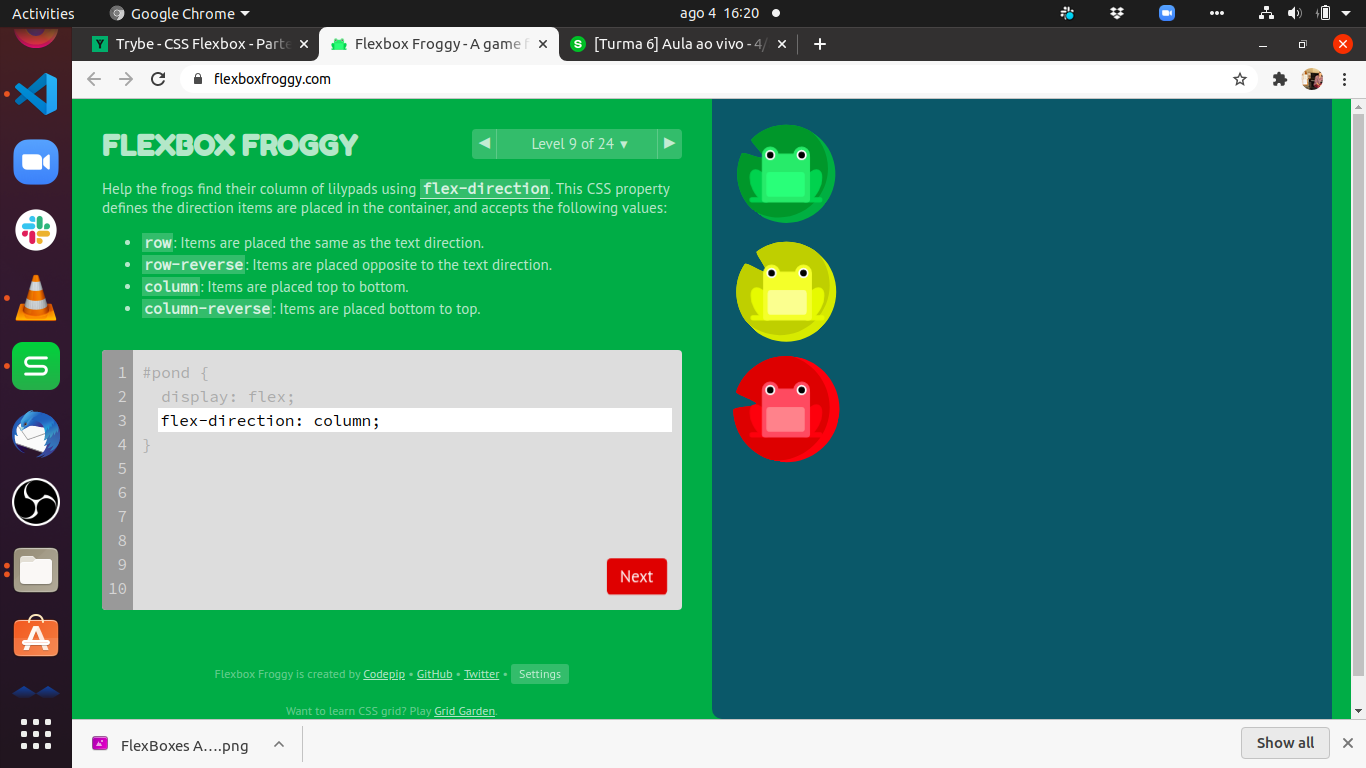 Activities
Google Chrome
ago 4 16:20
Trybe - CSS Flexbox - Parte
Flexbox Froggy - A game f
[Turma 6] Aula ao vivo - 4/
flexboxfroggy.com
FLEXBOX FROGGY
Level 9 of 24
Help the frogs find their column of lilypads using flex-direction. This CSS property
defines the direction items are placed in the container, and accepts the following values:
• row: Items are placed the same as the text direction.
• row-reverse: Items are placed opposite to the text direction.
• column: Items are placed top to bottom.
• column-reverse: Items are placed bottom to top.
1 #pond {
2 display: flex;
3 flex-direction: column;
4 }
5
6
7
8
9
10
Next
Flexbox Froggy is created by Codepip • GitHub • Twitter • Settings
Want to learn CSS grid? Play Grid Garden.
FlexBoxes A....png
Show all